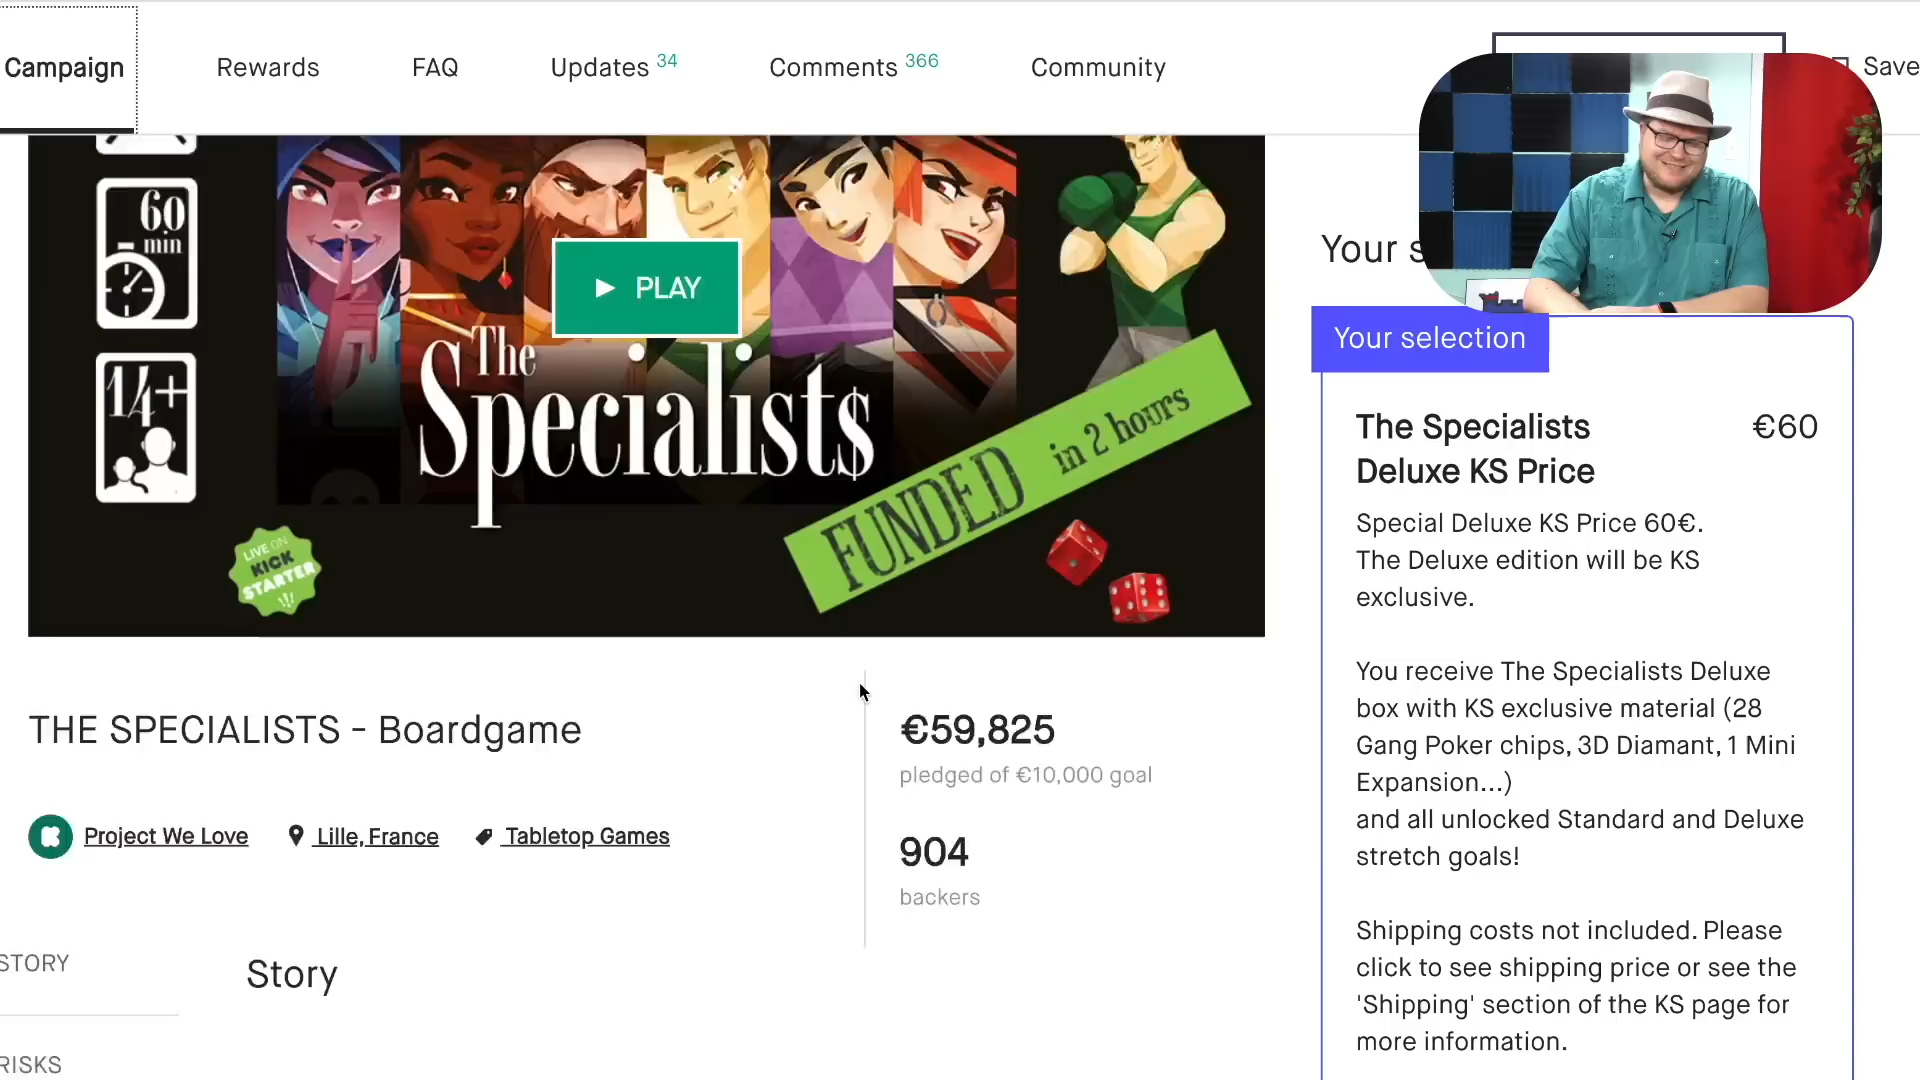 Campaign
Rewards
FAQ
Updates 34
Comments 366
Community
Save
60
min
14+
PLAY
The
Specialist$
FUNDED in 2 hours
LIVE ON
KICK
STARTER
!!!
Your s
Your selection
The Specialists
Deluxe KS Price
€60
Special Deluxe KS Price 60€.
The Deluxe edition will be KS
exclusive.
You receive The Specialists Deluxe
box with KS exclusive material (28
Gang Poker chips, 3D Diamant, 1 Mini
Expansion...)
and all unlocked Standard and Deluxe
stretch goals!
Shipping costs not included. Please
click to see shipping price or see the
'Shipping' section of the KS page for
more information.
THE SPECIALISTS - Boardgame
Project We Love
Lille, France
Tabletop Games
€59,825
pledged of €10,000 goal
904
backers
STORY
Story
RISKS